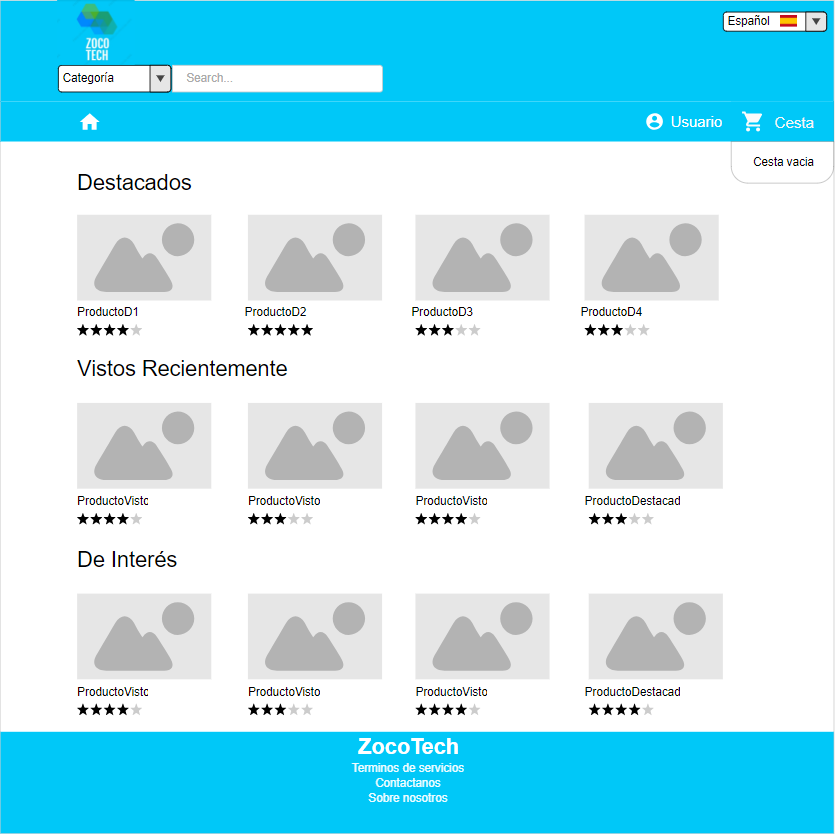 ZOCO
TECH
Español
Categoría
Search...
Usuario
Cesta
Cesta vacia
Destacados
ProductoD1
ProductoD2
ProductoD3
ProductoD4
Vistos Recientemente
ProductoVisto
ProductoVisto
ProductoVisto
ProductoDestacad
De Interés
ProductoVisto
ProductoVisto
ProductoVisto
ProductoDestacad
ZocoTech
Terminos de servicios
Contactanos
Sobre nosotros